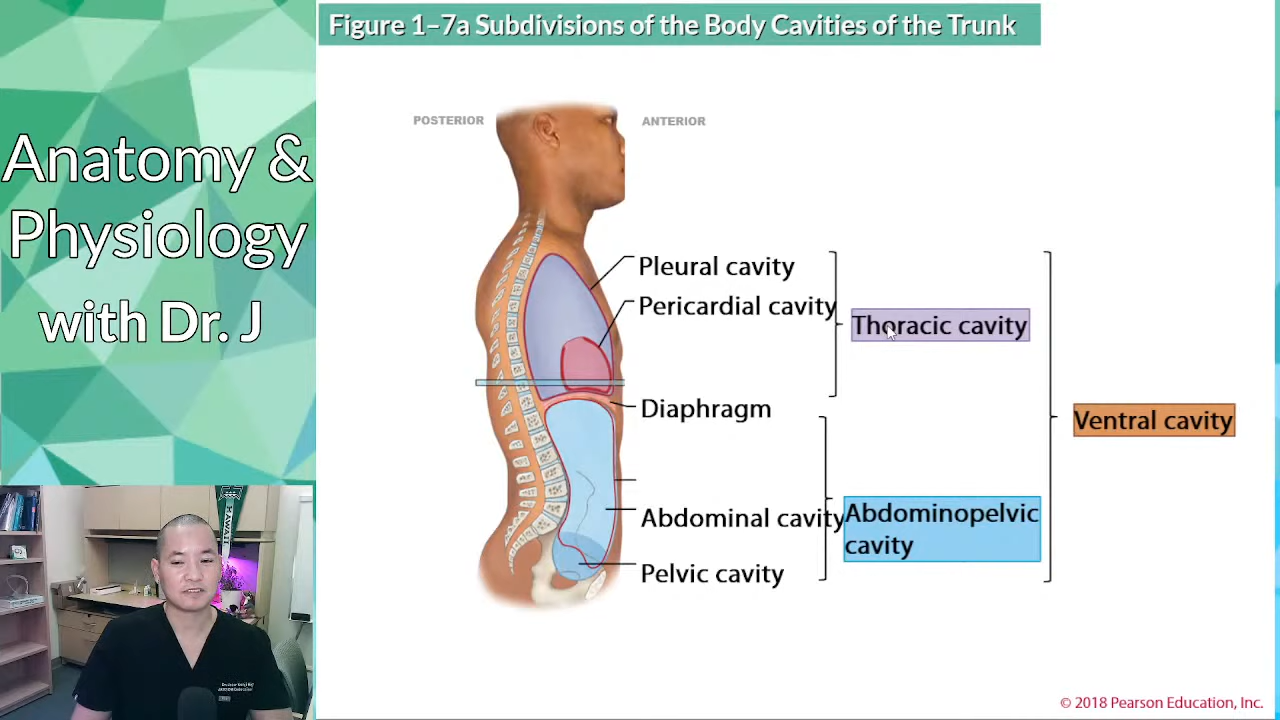 Figure 1–7a Subdivisions of the Body Cavities of the Trunk
Anatomy &
Physiology
with Dr. J
POSTERIOR
ANTERIOR
Pleural cavity
Pericardial cavity
Thoracic cavity
Diaphragm
Ventral cavity
Abdominal cavity
Abdominopelvic
cavity
Pelvic cavity
HAWAII
© 2018 Pearson Education, Inc.